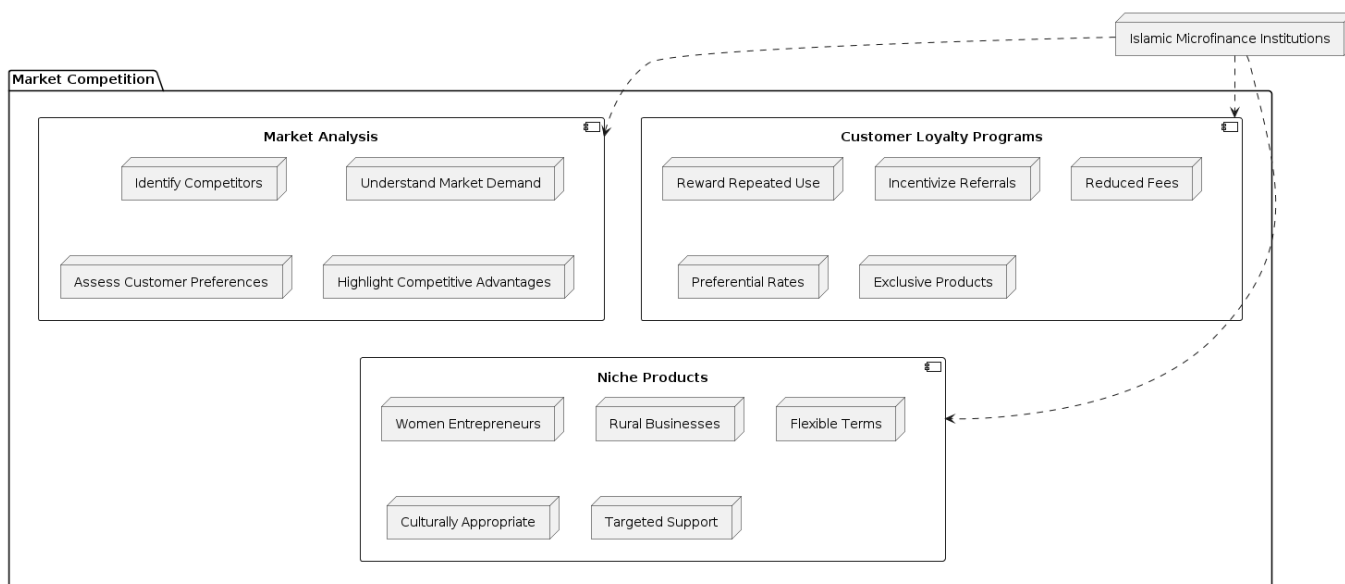 Islamic Microfinance Institutions
Market Competition
Market Analysis
Identify Competitors
Understand Market Demand
Assess Customer Preferences
Highlight Competitive Advantages
Customer Loyalty Programs
Reward Repeated Use
Incentivize Referrals
Reduced Fees
Preferential Rates
Exclusive Products
Niche Products
Women Entrepreneurs
Rural Businesses
Flexible Terms
Culturally Appropriate
Targeted Support